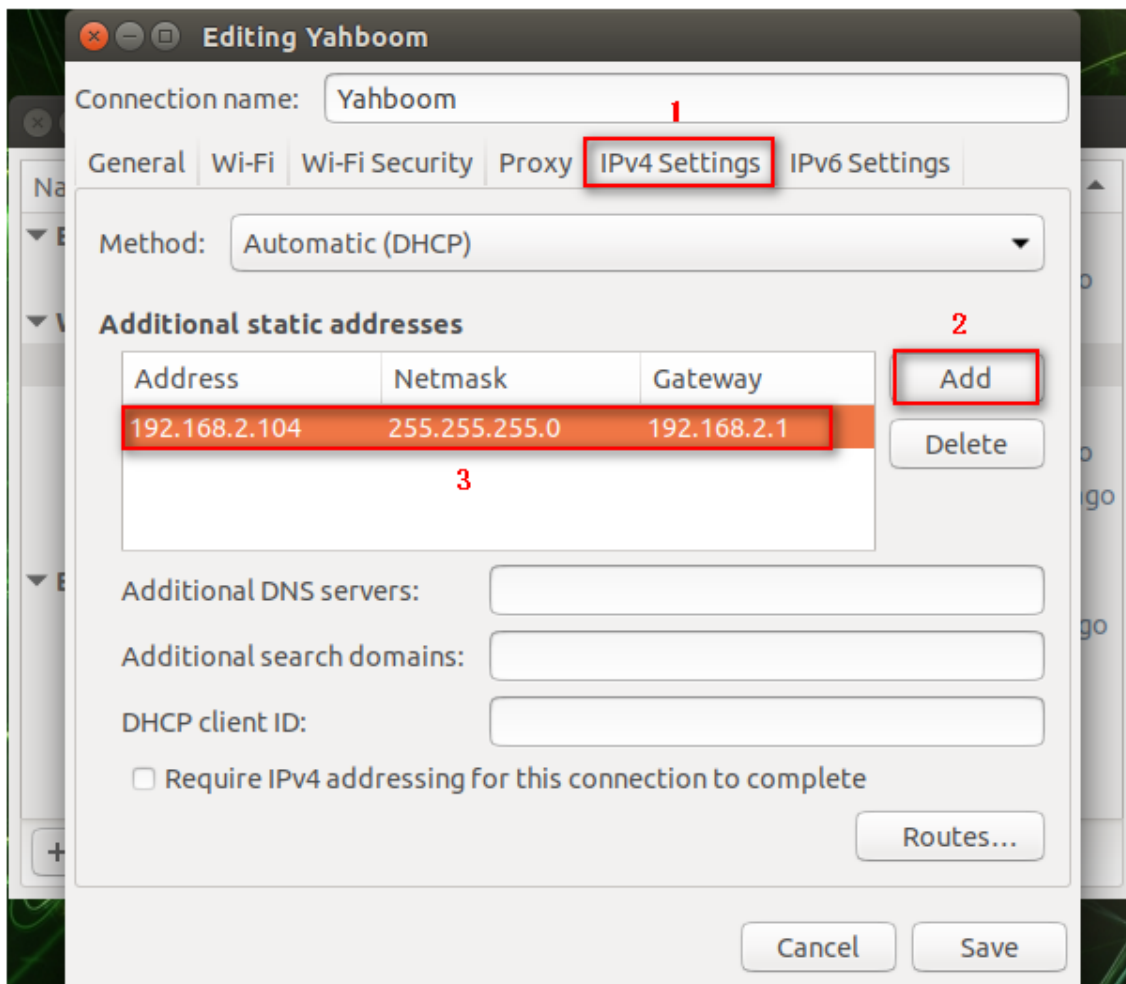 Editing Yahboom
Connection name: Yahboom
1
General Wi-Fi Wi-Fi Security Proxy IPv4 Settings IPv6 Settings
Method: Automatic (DHCP)
Additional static addresses
2
Address Netmask Gateway Add
192.168.2.104 255.255.255.0 192.168.2.1
Delete
3
Additional DNS servers:
Additional search domains:
DHCP client ID:
Require IPv4 addressing for this connection to complete
Routes...
+
Cancel Save